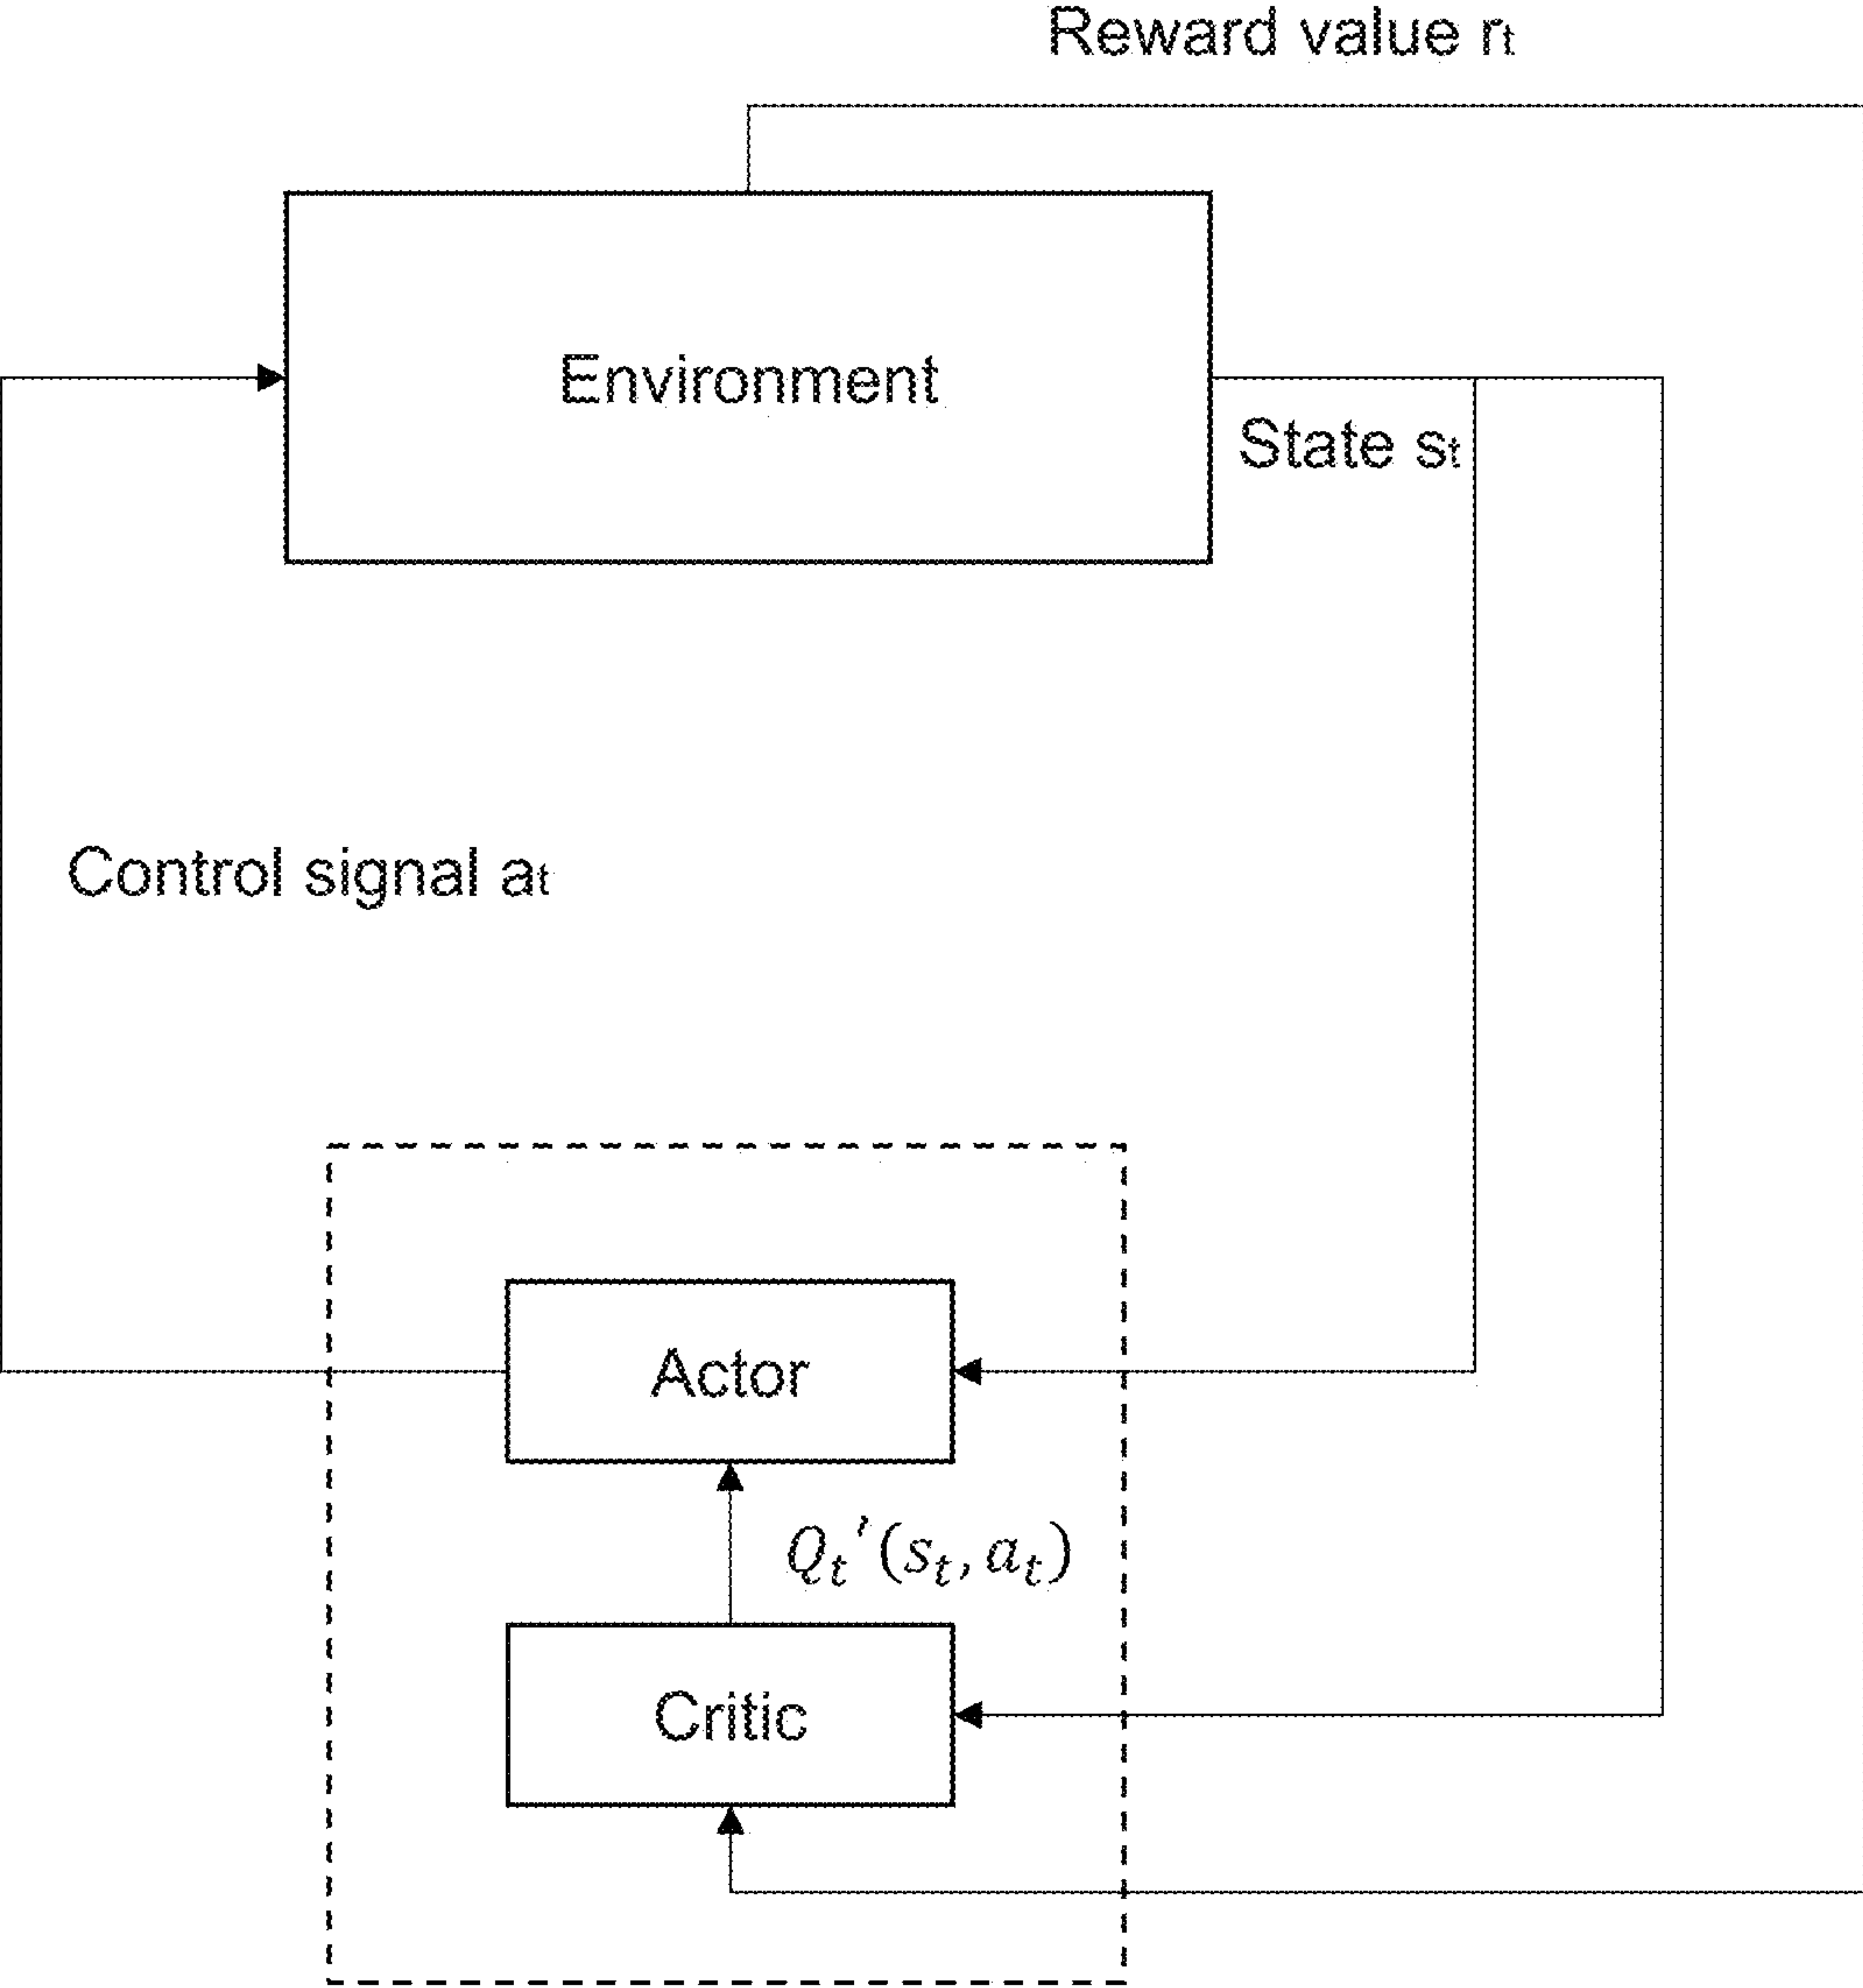 Reward value rt
Environment
State st
Control signal at
Actor
Qt'(st, at)
Critic